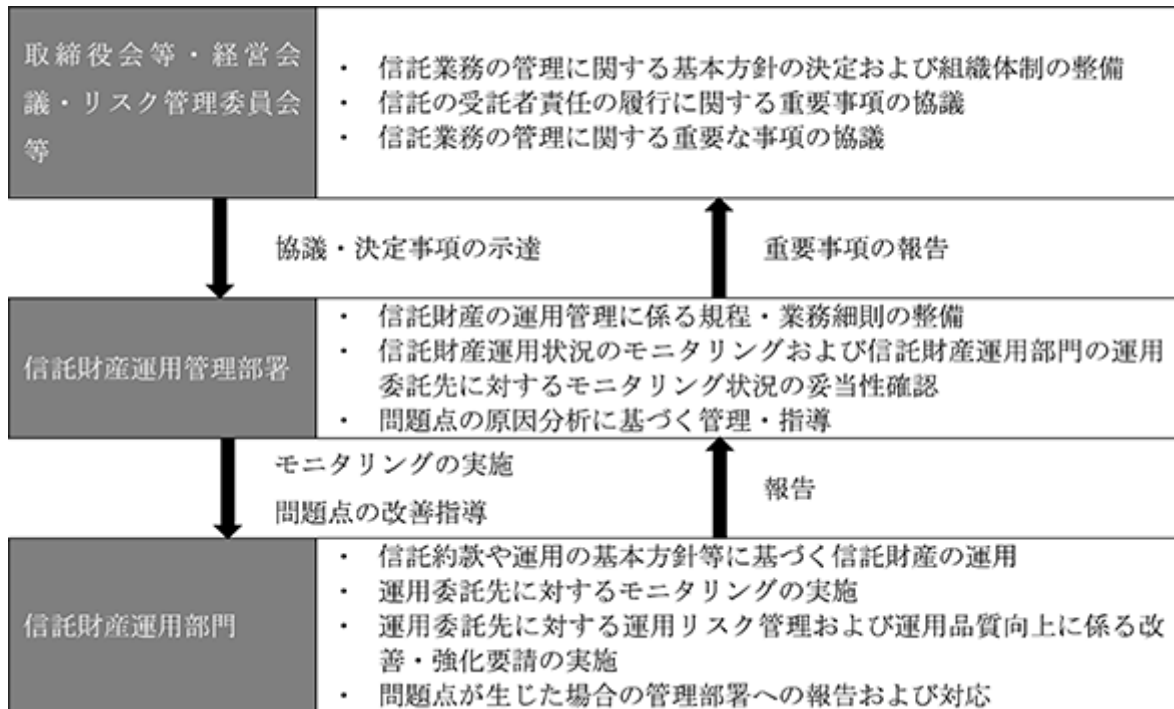 取締役会等・経営会
議・リスク管理委員会
等
・ 信託業務の管理に関する基本方針の決定および組織体制の整備
・ 信託の受託者責任の履行に関する重要事項の協議
・ 信託業務の管理に関する重要な事項の協議
協議・決定事項の示達
重要事項の報告
信託財産運用管理部署
・ 信託財産の運用管理に係る規程・業務細則の整備
・ 信託財産運用状況のモニタリングおよび信託財産運用部門の運用
委託先に対するモニタリング状況の妥当性確認
・ 問題点の原因分析に基づく管理・指導
モニタリングの実施
問題点の改善指導
報告
信託財産運用部門
・ 信託約款や運用の基本方針等に基づく信託財産の運用
・ 運用委託先に対するモニタリングの実施
・ 運用委託先に対する運用リスク管理および運用品質向上に係る改
善・強化要請の実施
・ 問題点が生じた場合の管理部署への報告および対応